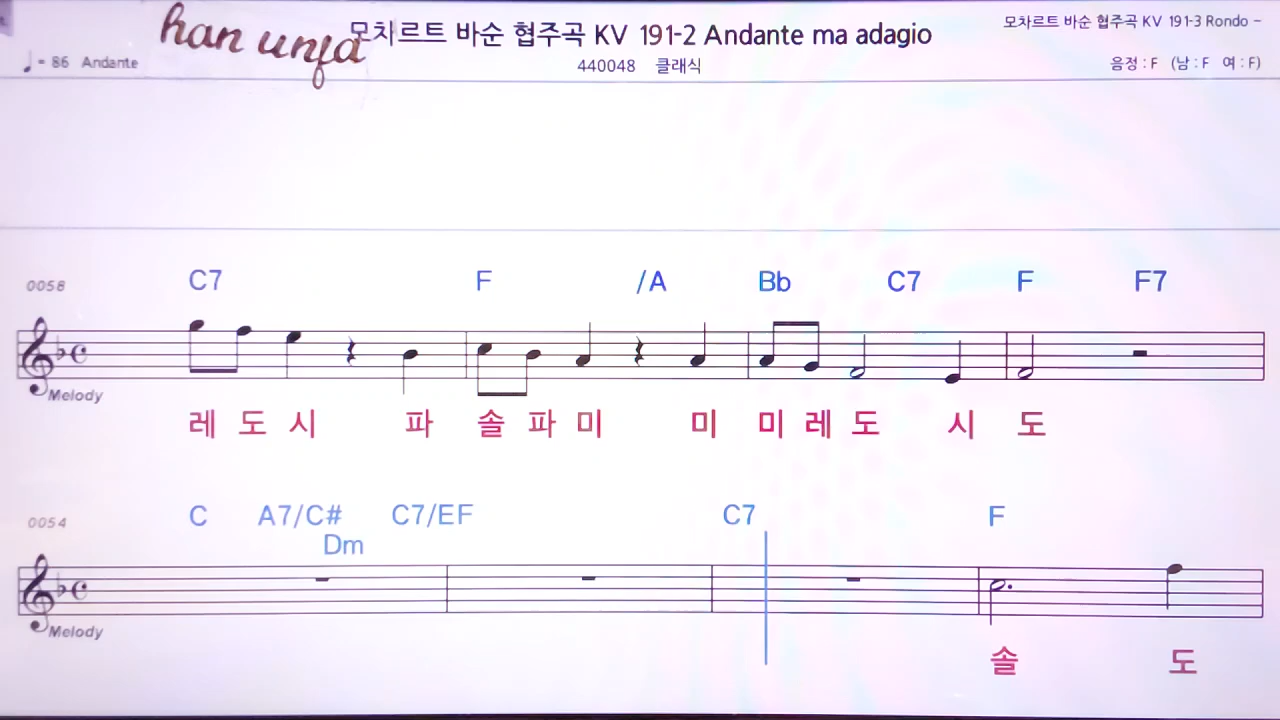 han unfa
모차르트 바순 협주곡 KV 191-2 Andante ma adagio
모차르트 바순 협주곡 KV 191-3 Rondo ~
♩= 86 Andante
440048 클래식
음정 : F (남 : F 여 : F)
0058 C7 F /A Bb C7 F F7
Melody
레 도 시 파 솔 파 미 미 미 레 도 시 도
0054 C A7/C# C7/EF C7 F
Dm
Melody
솔 도